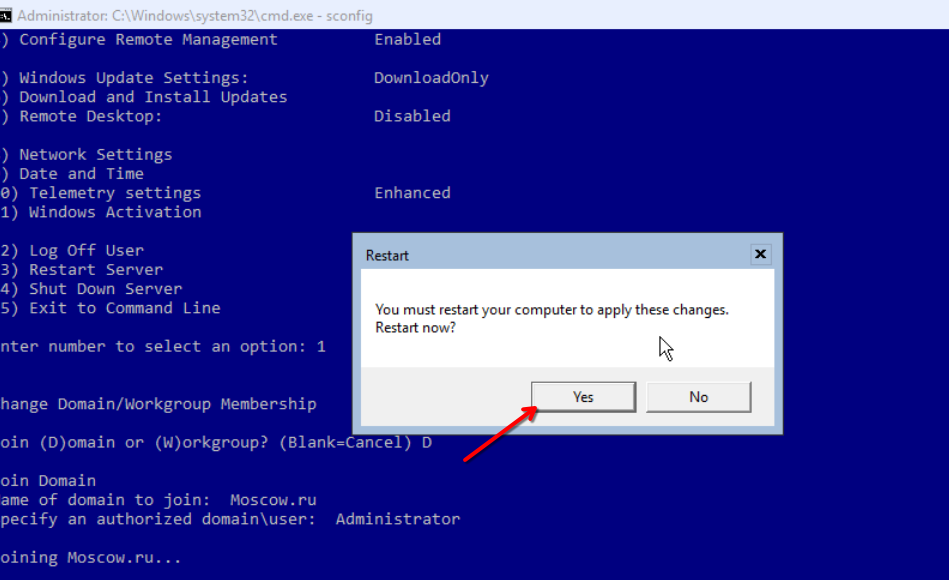 Administrator: C:\Windows\system32\cmd.exe - sconfig
) Configure Remote Management Enabled
) Windows Update Settings: DownloadOnly
) Download and Install Updates
) Remote Desktop: Disabled
) Network Settings
) Date and Time
0) Telemetry settings Enhanced
1) Windows Activation
2) Log Off User
3) Restart Server
4) Shut Down Server
5) Exit to Command Line
nter number to select an option: 1
hange Domain/Workgroup Membership
oin (D)omain or (W)orkgroup? (Blank=Cancel) D
oin Domain
ame of domain to join: Moscow.ru
pecify an authorized domain\user: Administrator
oining Moscow.ru...
Restart
You must restart your computer to apply these changes.
Restart now?
Yes No